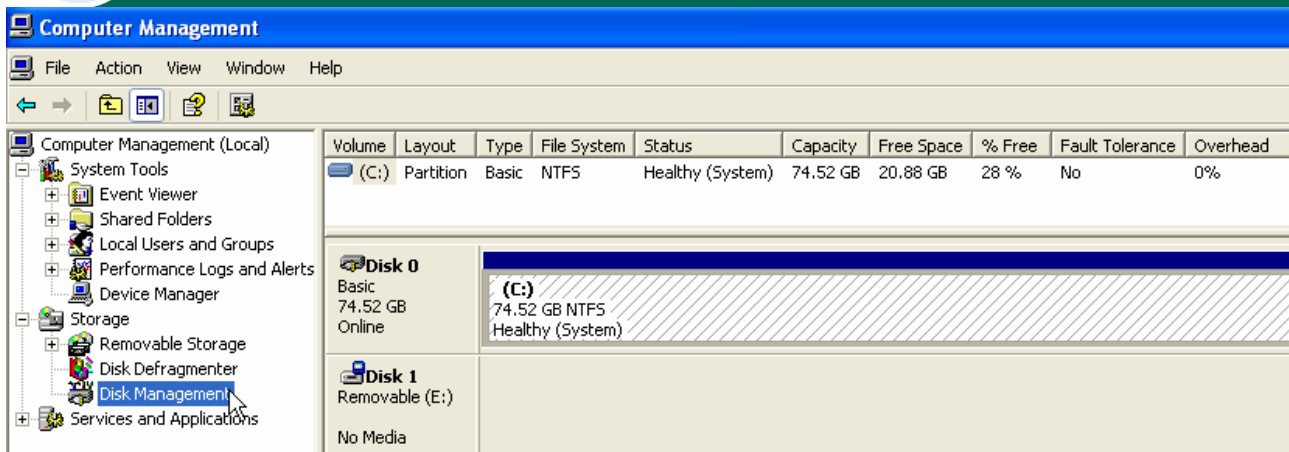 Computer Management
File Action View Window Help
Computer Management (Local)
System Tools
Event Viewer
Shared Folders
Local Users and Groups
Performance Logs and Alerts
Device Manager
Storage
Removable Storage
Disk Defragmenter
Disk Management
Services and Applications
Volume Layout Type File System Status Capacity Free Space % Free Fault Tolerance Overhead
(C:) Partition Basic NTFS Healthy (System) 74.52 GB 20.88 GB 28 % No 0%
Disk 0
Basic
74.52 GB
Online
(C:)
74.52 GB NTFS
Healthy (System)
Disk 1
Removable (E:)
No Media